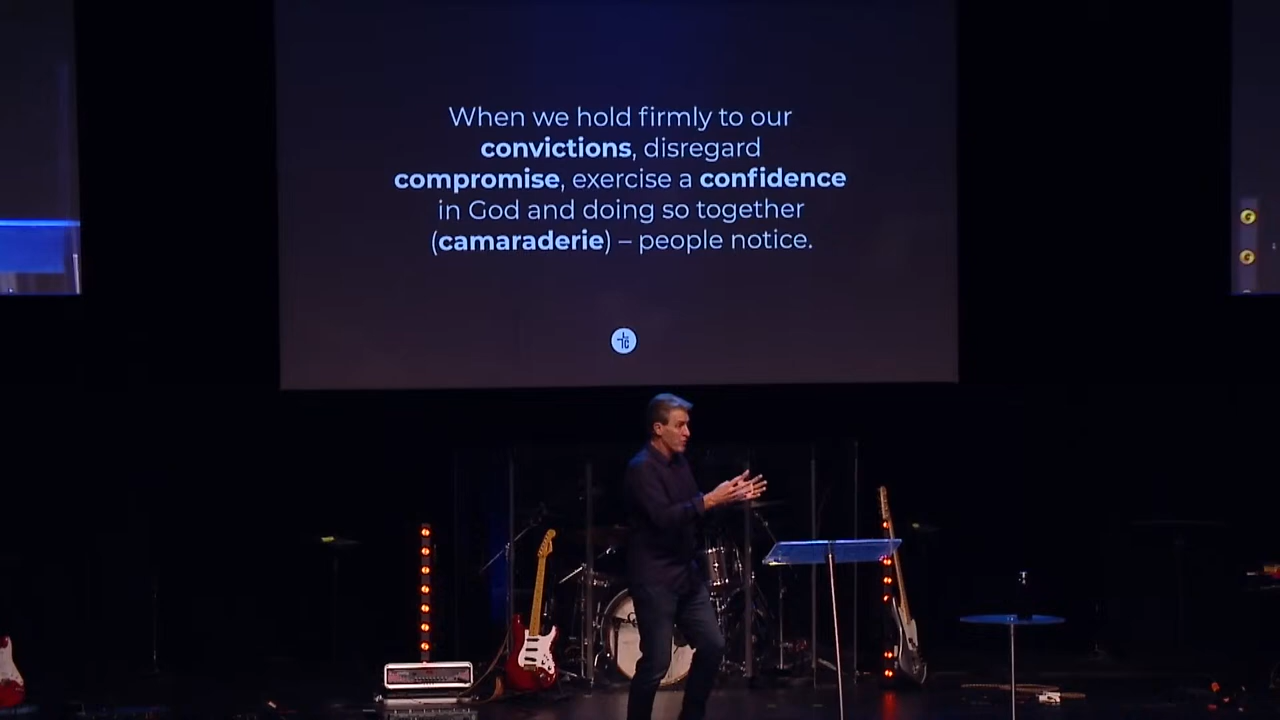 When we hold firmly to our
convictions, disregard
compromise, exercise a confidence
in God and doing so together
(camaraderie) – people notice.